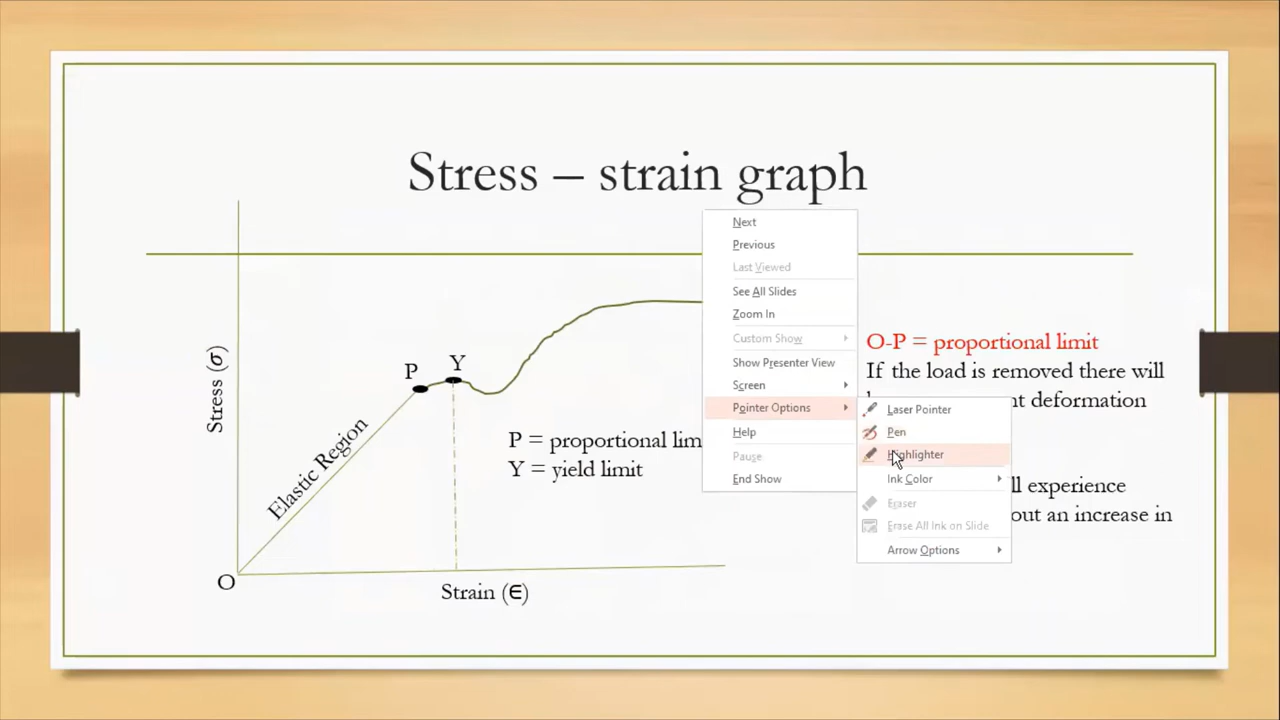 Stress – strain graph
Next
Previous
Last Viewed
See All Slides
Zoom In
Custom Show
Show Presenter View
Screen
Pointer Options
Help
Pause
End Show
Laser Pointer
Pen
Highlighter
Ink Color
Eraser
Erase All Ink on Slide
Arrow Options
Stress (σ)
P
Y
Elastic Region
P = proportional lim
Y = yield limit
O
Strain (∈)
O-P = proportional limit
If the load is removed there will
deformation
experience
out an increase in